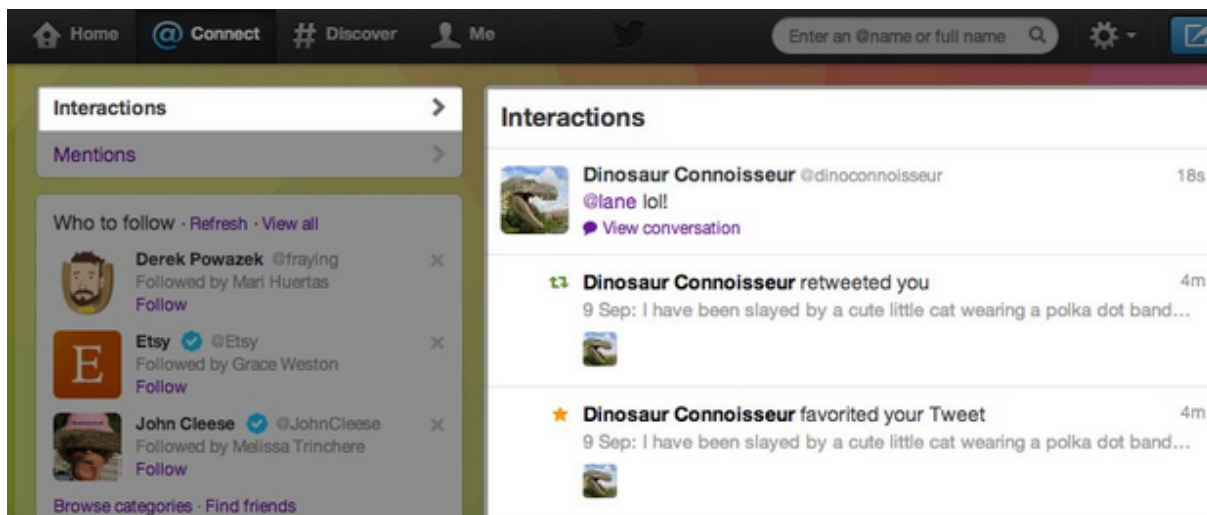 Home
Connect
Discover
Me
Enter an @name or full name
Interactions
Mentions
Who to follow · Refresh · View all
Derek Powazek @fraying
Followed by Mari Huertas
Follow
Etsy @Etsy
Followed by Grace Weston
Follow
John Cleese @JohnCleese
Followed by Melissa Trinchere
Follow
Browse categories · Find friends
Interactions
Dinosaur Connoisseur @dinoconnoisseur 18s
@lane lol!
View conversation
Dinosaur Connoisseur retweeted you 4m
9 Sep: I have been slayed by a cute little cat wearing a polka dot band...
Dinosaur Connoisseur favorited your Tweet 4m
9 Sep: I have been slayed by a cute little cat wearing a polka dot band...